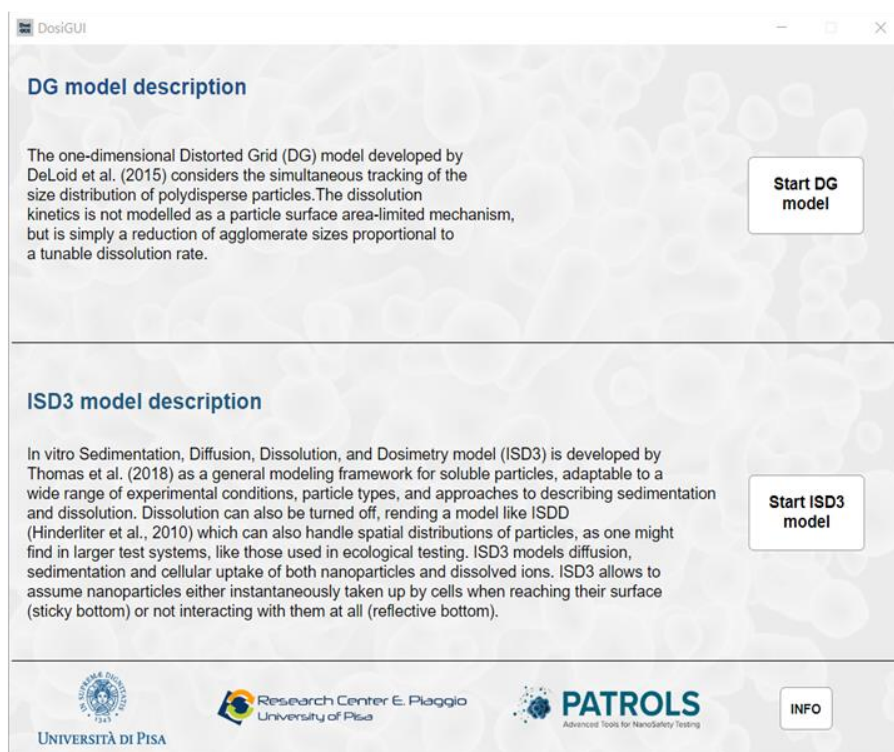 DosiGUI
DG model description
The one-dimensional Distorted Grid (DG) model developed by
DeLoid et al. (2015) considers the simultaneous tracking of the
size distribution of polydisperse particles.The dissolution
kinetics is not modelled as a particle surface area-limited mechanism,
but is simply a reduction of agglomerate sizes proportional to
a tunable dissolution rate.
Start DG
model
ISD3 model description
In vitro Sedimentation, Diffusion, Dissolution, and Dosimetry model (ISD3) is developed by
Thomas et al. (2018) as a general modeling framework for soluble particles, adaptable to a
wide range of experimental conditions, particle types, and approaches to describing sedimentation
and dissolution. Dissolution can also be turned off, rending a model like ISDD
(Hinderliter et al., 2010) which can also handle spatial distributions of particles, as one might
find in larger test systems, like those used in ecological testing. ISD3 models diffusion,
sedimentation and cellular uptake of both nanoparticles and dissolved ions. ISD3 allows to
assume nanoparticles either instantaneously taken up by cells when reaching their surface
(sticky bottom) or not interacting with them at all (reflective bottom).
Start ISD3
model
UNIVERSITÀ DI PISA
Research Center E. Piaggio
University of Pisa
PATROLS
Advanced Tools for NanoSafety Testing
INFO